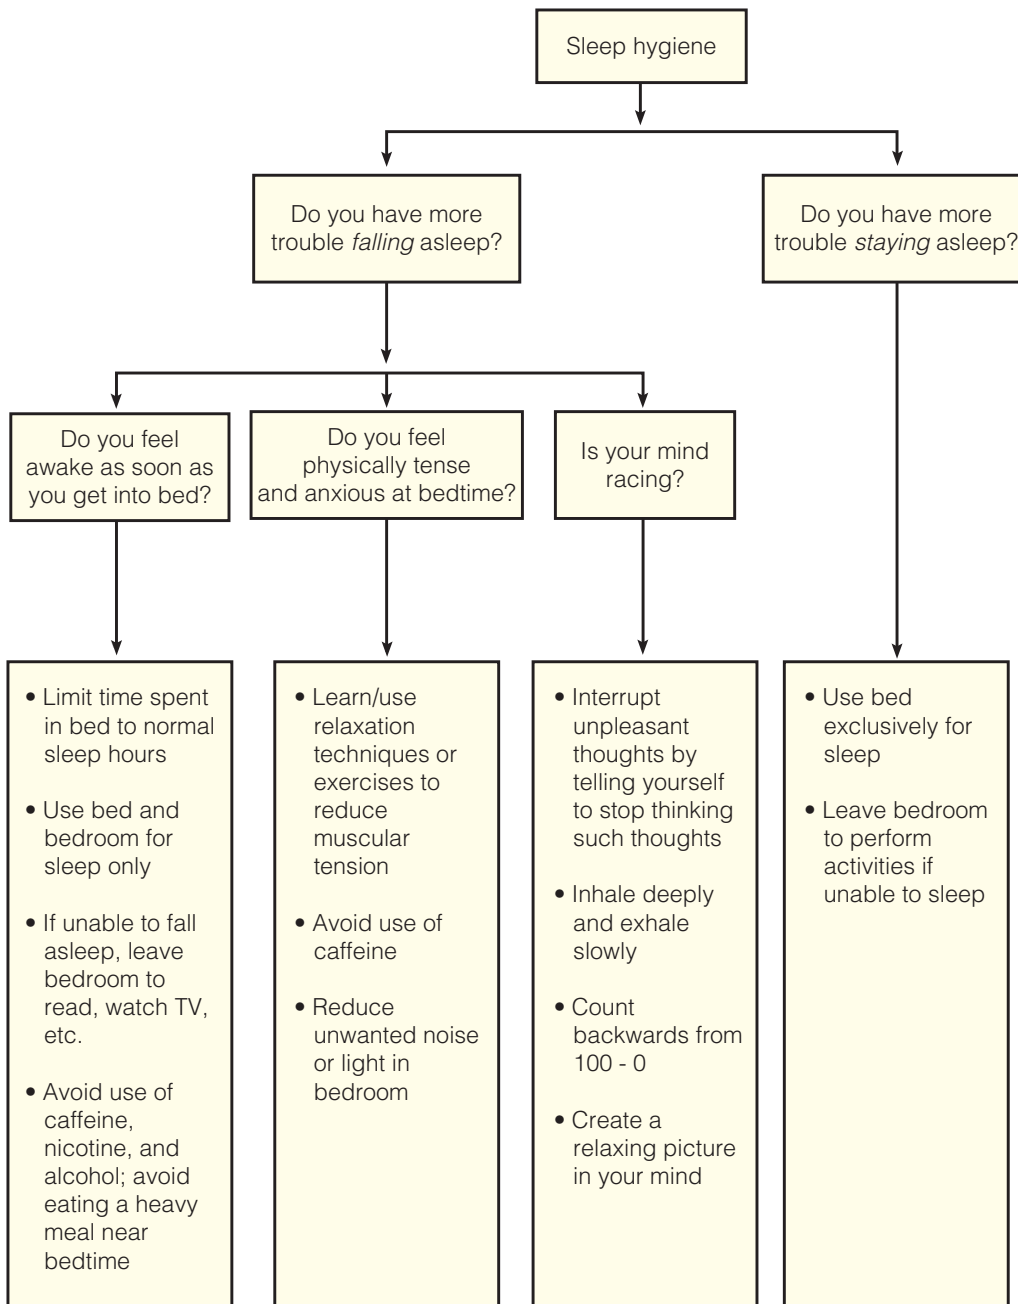 Sleep hygiene
Do you have more
trouble falling asleep?
Do you have more
trouble staying asleep?
Do you feel
awake as soon as
you get into bed?
Do you feel
physically tense
and anxious at bedtime?
Is your mind
racing?
• Limit time spent
in bed to normal
sleep hours
• Use bed and
bedroom for
sleep only
• If unable to fall
asleep, leave
bedroom to
read, watch TV,
etc.
• Avoid use of
caffeine,
nicotine, and
alcohol; avoid
eating a heavy
meal near
bedtime
• Learn/use
relaxation
techniques or
exercises to
reduce
muscular
tension
• Avoid use of
caffeine
• Reduce
unwanted noise
or light in
bedroom
• Interrupt
unpleasant
thoughts by
telling yourself
to stop thinking
such thoughts
• Inhale deeply
and exhale
slowly
• Count
backwards from
100 - 0
• Create a
relaxing picture
in your mind
• Use bed
exclusively for
sleep
• Leave bedroom
to perform
activities if
unable to sleep